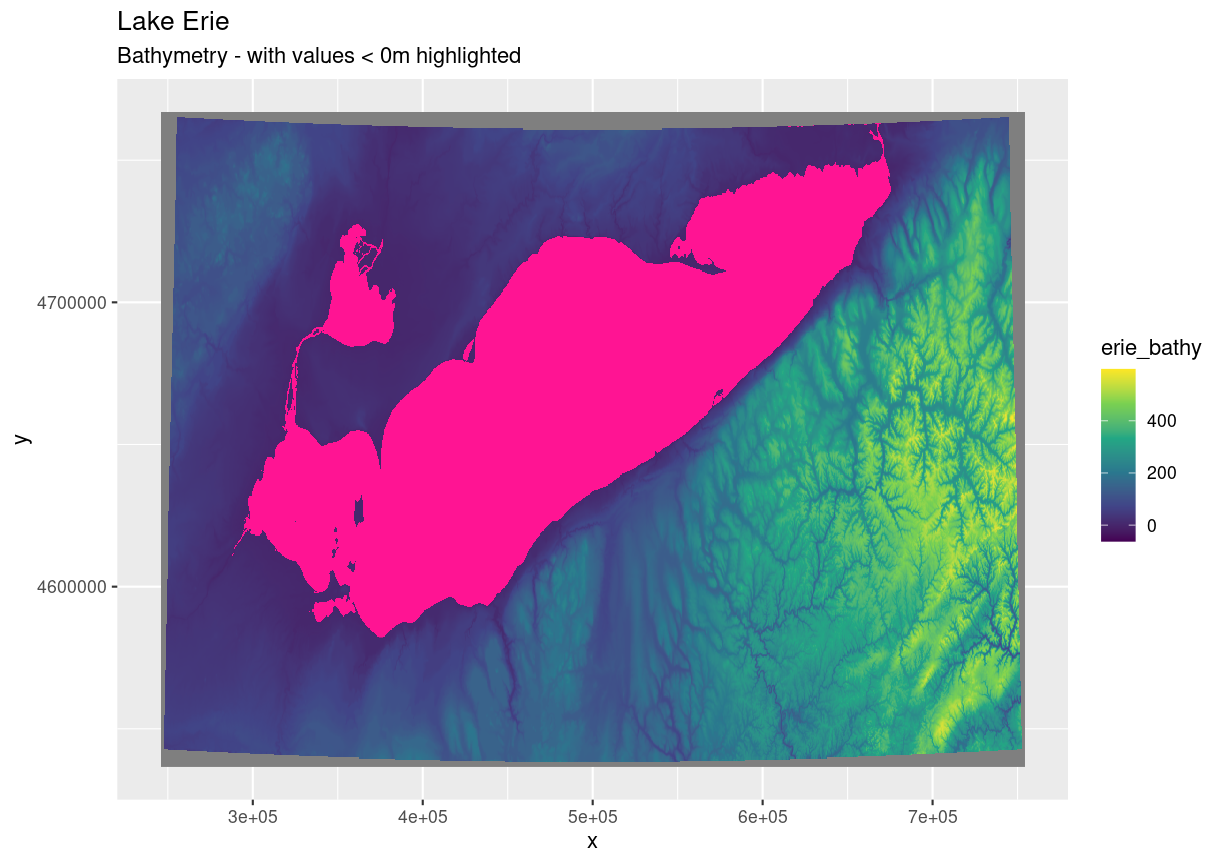 Lake Erie
Bathymetry - with values < 0m highlighted
y
4700000
4600000
3e+05
4e+05
5e+05
6e+05
7e+05
x
erie_bathy
400
200
0